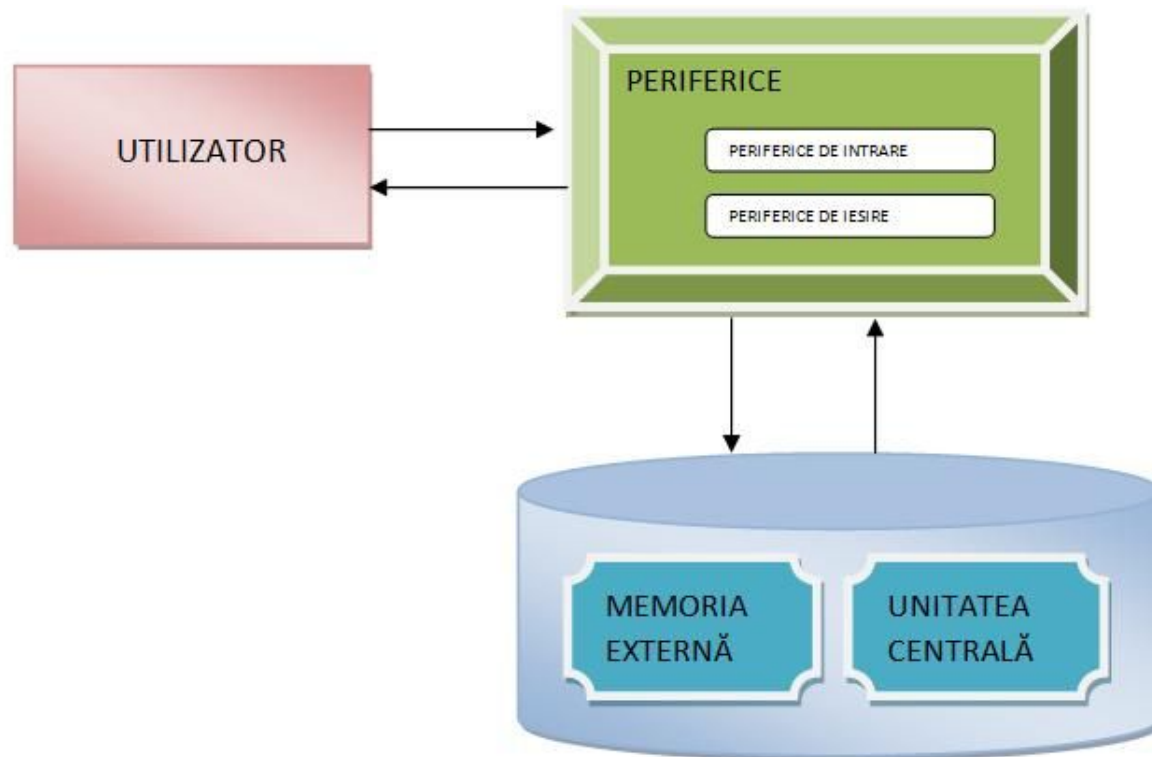 UTILIZATOR
PERIFERICE
PERIFERICE DE INTRARE
PERIFERICE DE IESIRE
MEMORIA
EXTERNĂ
UNITATEA
CENTRALĂ